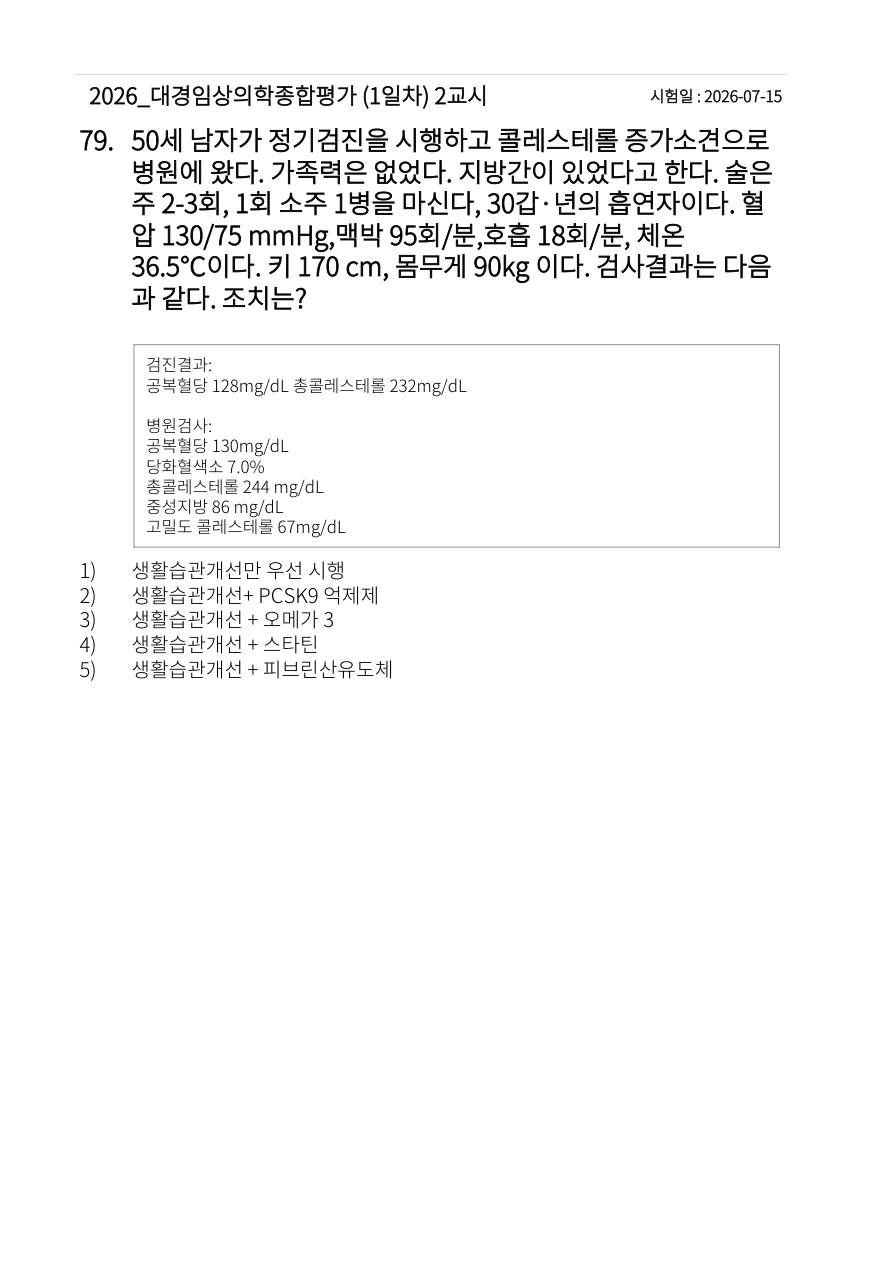 2026_대경임상의학종합평가 (1일차) 2교시 시험일 : 2026-07-15
79. 50세 남자가 정기검진을 시행하고 콜레스테롤 증가소견으로
병원에 왔다. 가족력은 없었다. 지방간이 있었다고 한다. 술은
주 2-3회, 1회 소주 1병을 마신다, 30갑·년의 흡연자이다. 혈
압 130/75 mmHg,맥박 95회/분,호흡 18회/분, 체온
36.5℃이다. 키 170 cm, 몸무게 90kg 이다. 검사결과는 다음
과 같다. 조치는?
검진결과:
공복혈당 128mg/dL 총콜레스테롤 232mg/dL
병원검사:
공복혈당 130mg/dL
당화혈색소 7.0%
총콜레스테롤 244 mg/dL
중성지방 86 mg/dL
고밀도 콜레스테롤 67mg/dL
1) 생활습관개선만 우선 시행
2) 생활습관개선+ PCSK9 억제제
3) 생활습관개선 + 오메가 3
4) 생활습관개선 + 스타틴
5) 생활습관개선 + 피브린산유도체